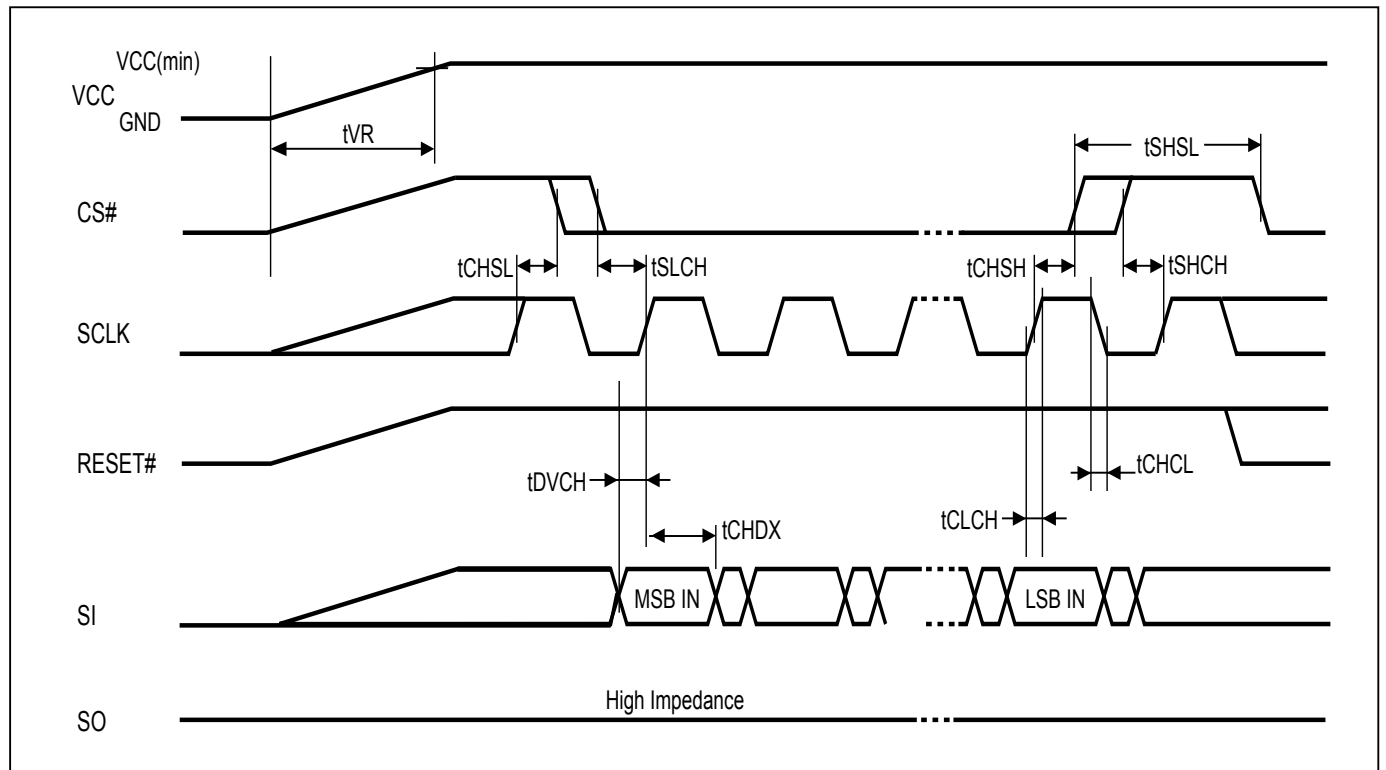 VCC(min)
VCC
GND
tVR
tSHSL
CS#
tCHSL
tSLCH
tCHSH
tSHCH
SCLK
RESET#
tDVCH
tCHCL
tCLCH
tCHDX
SI
MSB IN
LSB IN
High Impedance
SO